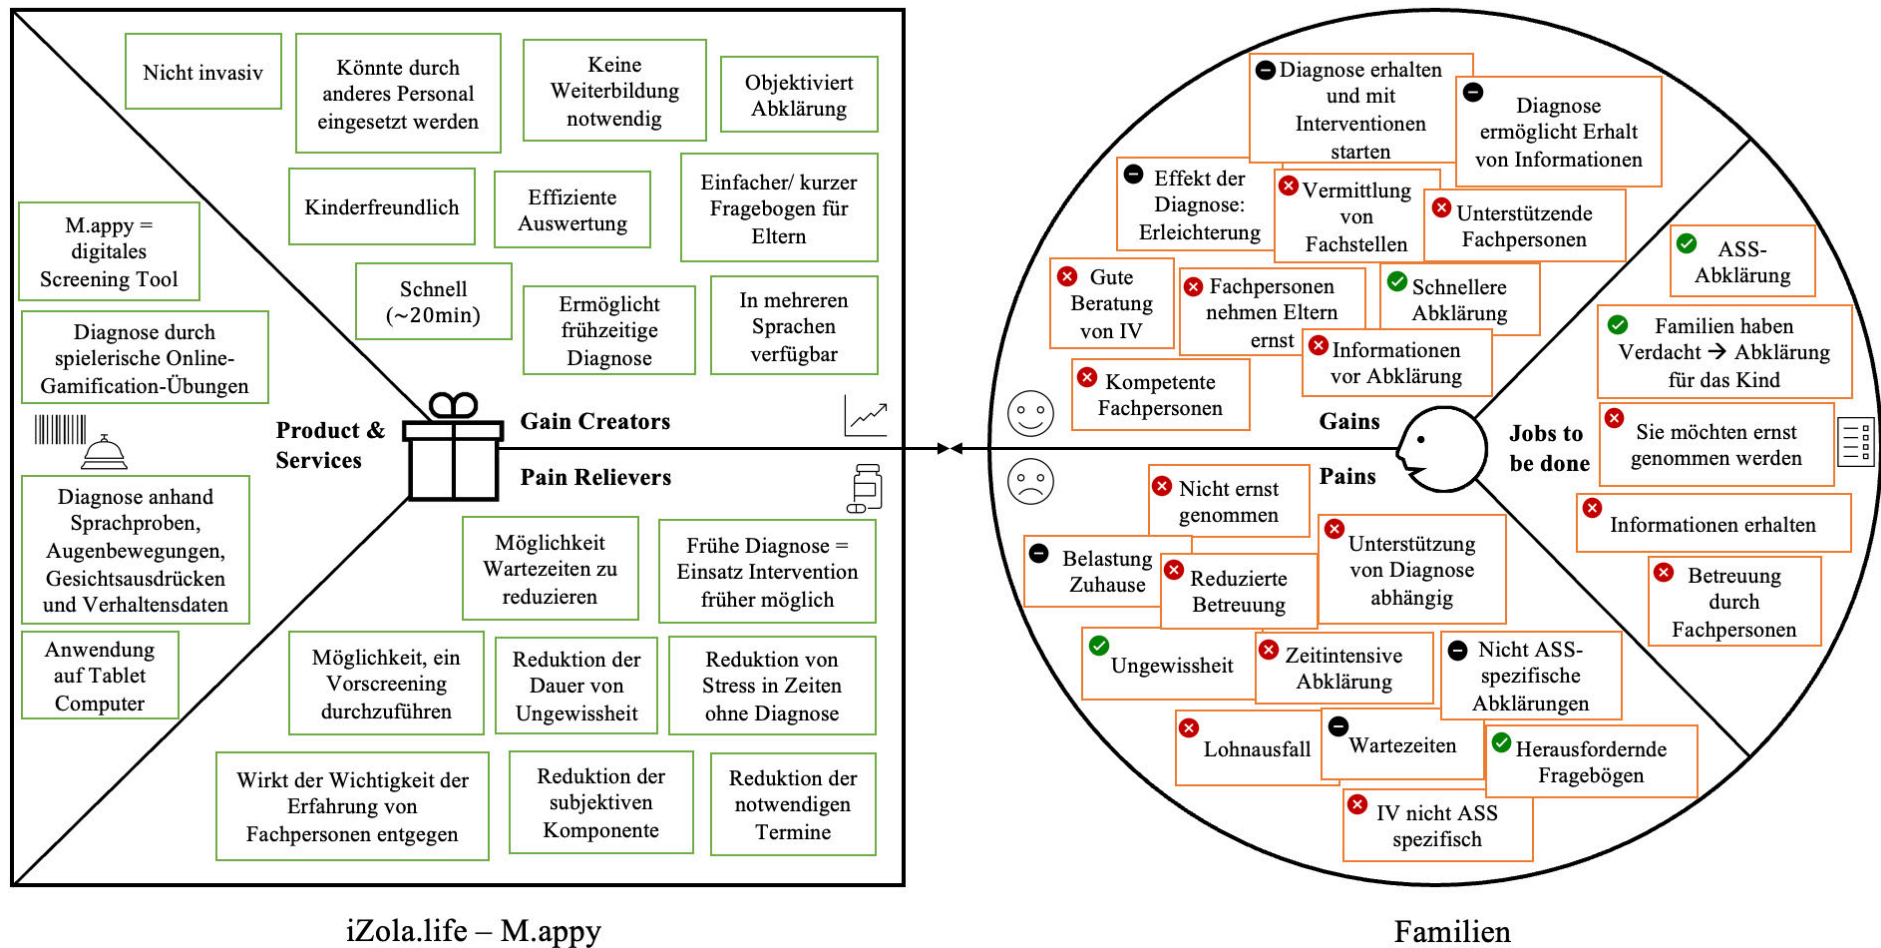 Nicht invasiv
Könnte durch
anderes Personal
eingesetzt werden
Keine
Weiterbildung
notwendig
Objektiviert
Abklärung
Kinderfreundlich
Effiziente
Auswertung
Einfacher/ kurzer
Fragebogen für
Eltern
Schnell
(~20min)
Ermöglicht
frühzeitige
Diagnose
In mehreren
Sprachen
verfügbar
M.appy =
digitales
Screening Tool
Diagnose durch
spielerische Online-
Gamification-Übungen
Product &
Services
Gain Creators
Pain Relievers
Diagnose anhand
Sprachproben,
Augenbewegungen,
Gesichtsausdrücken
und Verhaltensdaten
Anwendung
auf Tablet
Computer
Möglichkeit
Wartezeiten zu
reduzieren
Frühe Diagnose =
Einsatz Intervention
früher möglich
Möglichkeit, ein
Vorscreening
durchzuführen
Reduktion der
Dauer von
Ungewissheit
Reduktion von
Stress in Zeiten
ohne Diagnose
Wirkt der Wichtigkeit der
Erfahrung von
Fachpersonen entgegen
Reduktion der
subjektiven
Komponente
Reduktion der
notwendigen
Termine
iZola.life – M.appy
Diagnose erhalten
und mit
Interventionen
starten
Diagnose
ermöglicht Erhalt
von Informationen
Effekt der
Diagnose:
Erleichterung
Vermittlung
von
Fachstellen
Unterstützende
Fachpersonen
Gute
Beratung
von IV
Fachpersonen
nehmen Eltern
ernst
Schnellere
Abklärung
Informationen
vor Abklärung
Kompetente
Fachpersonen
Gains
Pains
Jobs to
be done
ASS-
Abklärung
Familien haben
Verdacht → Abklärung
für das Kind
Sie möchten ernst
genommen werden
Informationen erhalten
Betreuung
durch
Fachpersonen
Nicht ernst
genommen
Belastung
Zuhause
Reduzierte
Betreuung
Unterstützung
von Diagnose
abhängig
Ungewissheit
Zeitintensive
Abklärung
Nicht ASS-
spezifische
Abklärungen
Lohnausfall
Wartezeiten
Herausfordernde
Fragebögen
IV nicht ASS
spezifisch
Familien